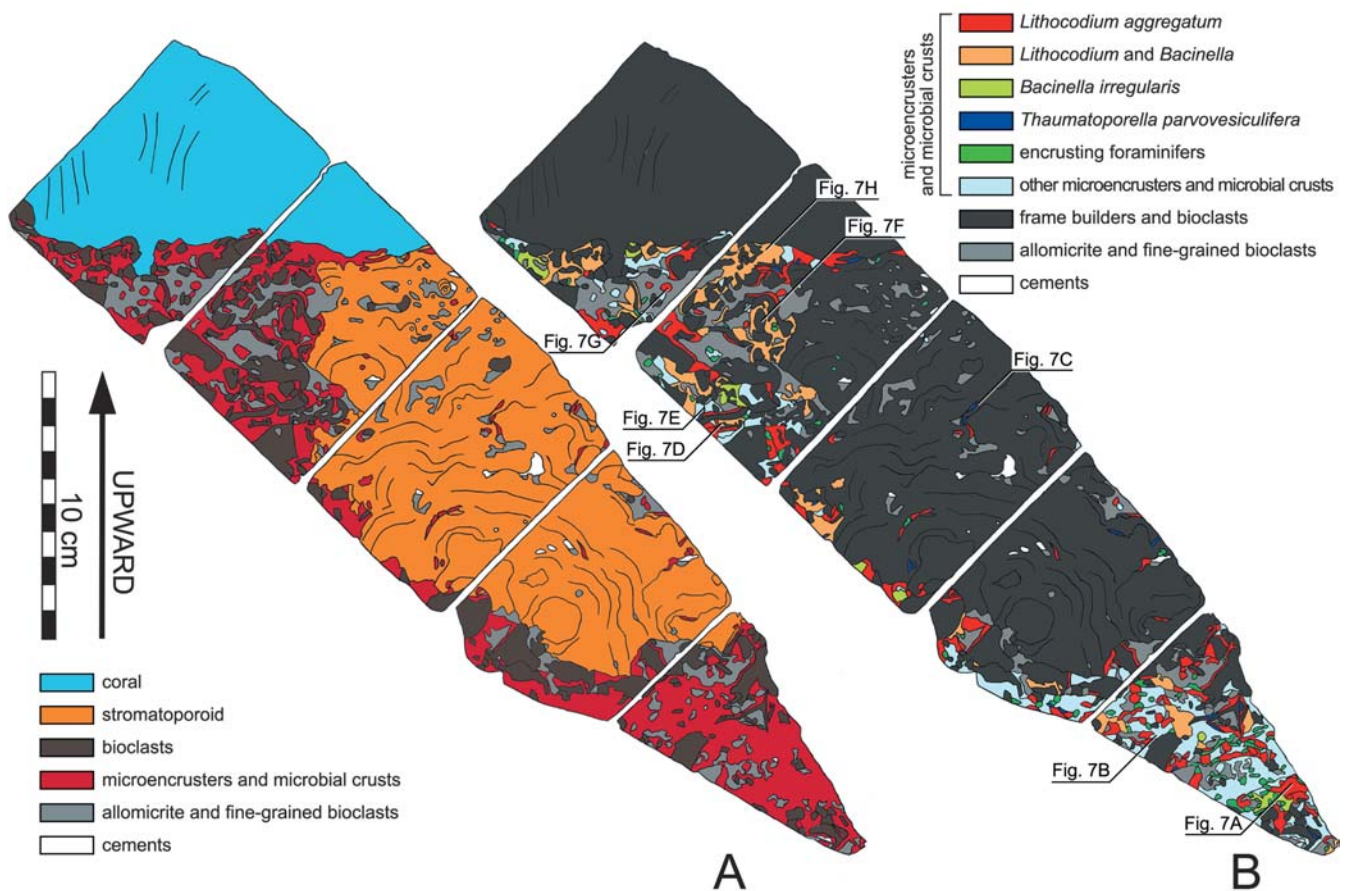 microencrusters
and microbial crusts
Lithocodium aggregatum
Lithocodium and Bacinella
Bacinella irregularis
Thaumatoporella parvovesiculifera
encrusting foraminifers
other microencrusters and microbial crusts
frame builders and bioclasts
allomicrite and fine-grained bioclasts
cements
Fig. 7H
Fig. 7F
Fig. 7G
Fig. 7C
Fig. 7E
Fig. 7D
10 cm
UPWARD
coral
stromatoporoid
bioclasts
microencrusters and microbial crusts
allomicrite and fine-grained bioclasts
cements
Fig. 7B
Fig. 7A
A
B